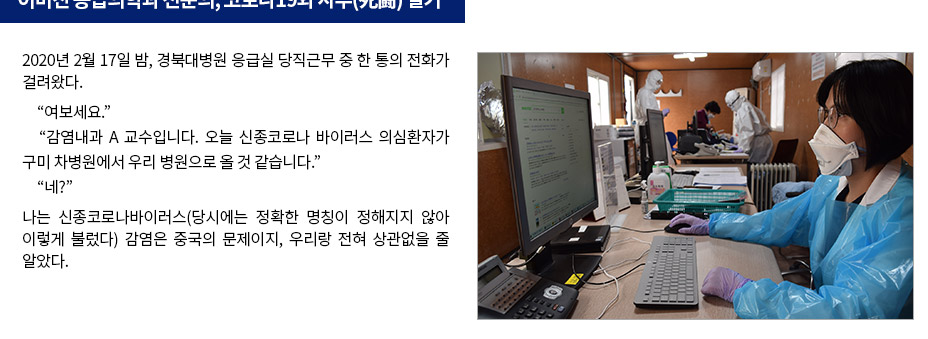 이미진 응급의학과 전문의, 코로나19와 사투(死鬪) 일기
2020년 2월 17일 밤, 경북대병원 응급실 당직근무 중 한 통의 전화가
걸려왔다.
“여보세요.”
“감염내과 A 교수입니다. 오늘 신종코로나 바이러스 의심환자가
구미 차병원에서 우리 병원으로 올 것 같습니다.”
“네?”
나는 신종코로나바이러스(당시에는 정확한 명칭이 정해지지 않아
이렇게 불렀다) 감염은 중국의 문제이지, 우리랑 전혀 상관없을 줄
알았다.